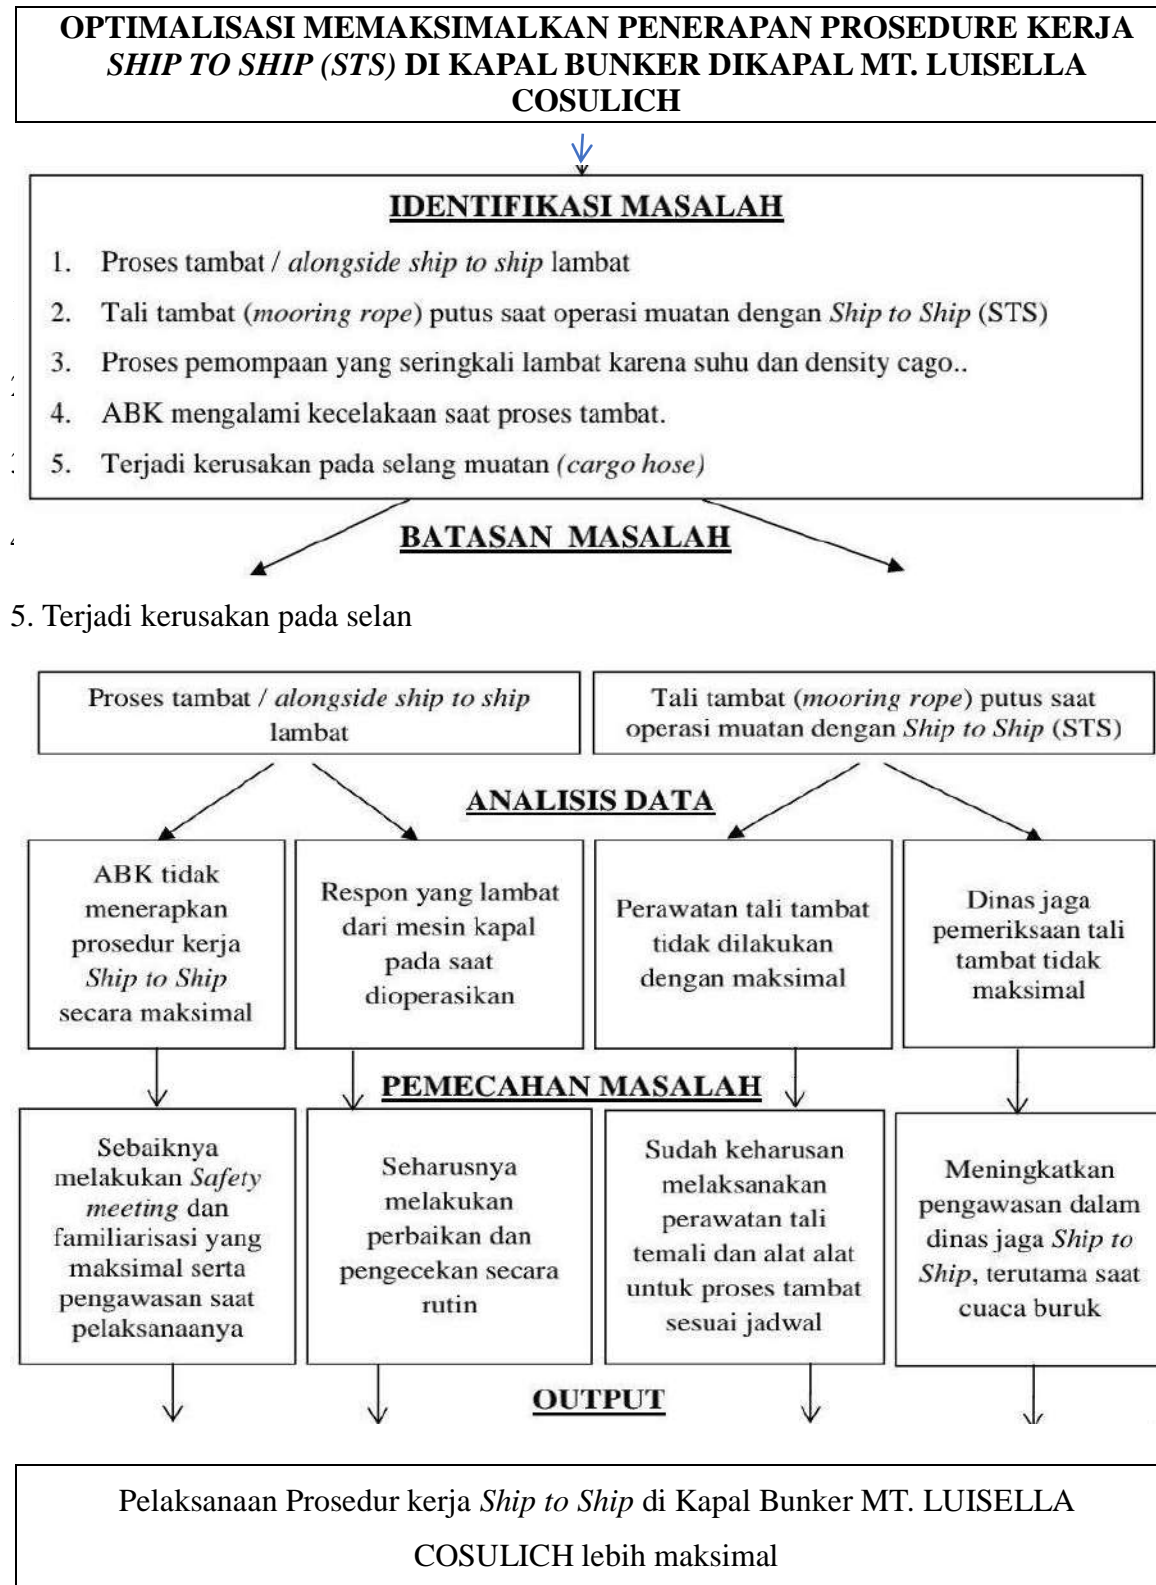 OPTIMALISASI MEMAKSIMALKAN PENERAPAN PROSEDURE KERJA
SHIP TO SHIP (STS) DI KAPAL BUNKER DIKAPAL MT. LUISELLA
COSULICH
IDENTIFIKASI MASALAH
1. Proses tambat / alongside ship to ship lambat
2. Tali tambat (mooring rope) putus saat operasi muatan dengan Ship to Ship (STS)
3. Proses pemompaan yang seringkali lambat karena suhu dan density cago..
4. ABK mengalami kecelakaan saat proses tambat.
5. Terjadi kerusakan pada selang muatan (cargo hose)
BATASAN MASALAH
5. Terjadi kerusakan pada selan
Proses tambat / alongside ship to ship
lambat
Tali tambat (mooring rope) putus saat
operasi muatan dengan Ship to Ship (STS)
ANALISIS DATA
ABK tidak
menerapkan
prosedur kerja
Ship to Ship
secara maksimal
Respon yang lambat
dari mesin kapal
pada saat
dioperasikan
Perawatan tali tambat
tidak dilakukan
dengan maksimal
Dinas jaga
pemeriksaan tali
tambat tidak
maksimal
PEMECAHAN MASALAH
Sebaiknya
melakukan Safety
meeting dan
familiarisasi yang
maksimal serta
pengawasan saat
pelaksanaanya
Seharusnya
melakukan
perbaikan dan
pengecekan secara
rutin
Sudah keharusan
melaksanakan
perawatan tali
temali dan alat alat
untuk proses tambat
sesuai jadwal
Meningkatkan
pengawasan dalam
dinas jaga Ship to
Ship, terutama saat
cuaca buruk
OUTPUT
Pelaksanaan Prosedur kerja Ship to Ship di Kapal Bunker MT. LUISELLA
COSULICH lebih maksimal